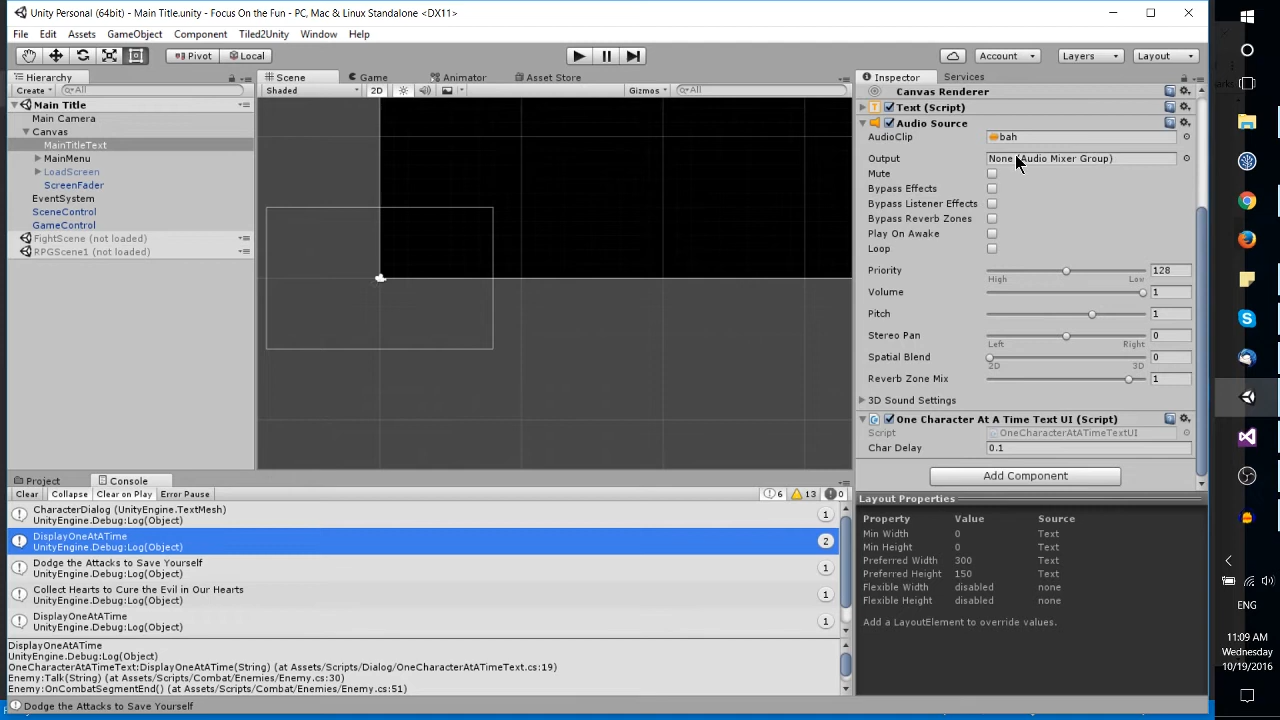 Unity Personal (64bit) - Main Title.unity - Focus On the Fun - PC, Mac & Linux Standalone <DX11>
File Edit Assets GameObject Component Tiled2Unity Window Help
Pivot Local Account Layers Layout
Hierarchy
Create All
Main Title
Main Camera
Canvas
MainTitleText
MainMenu
LoadScreen
ScreenFader
EventSystem
SceneControl
GameControl
FightScene (not loaded)
RPGScene1 (not loaded)
Scene Game Animator Asset Store
Shaded 2D Gizmos All
Inspector Services
Canvas Renderer
Text (Script)
Audio Source
AudioClip bah
Output None (Audio Mixer Group)
Mute
Bypass Effects
Bypass Listener Effects
Bypass Reverb Zones
Play On Awake
Loop
Priority 128
High Low
Volume 1
Pitch 1
Stereo Pan 0
Left Right
Spatial Blend 0
2D 3D
Reverb Zone Mix 1
3D Sound Settings
One Character At A Time Text UI (Script)
Script OneCharacterAtATimeTextUI
Char Delay 0.1
Add Component
Layout Properties
Property Value Source
Min Width 0 Text
Min Height 0 Text
Preferred Width 300 Text
Preferred Height 150 Text
Flexible Width disabled none
Flexible Height disabled none
Add a LayoutElement to override values.
Project Console
Clear Collapse Clear on Play Error Pause 6 13 0
CharacterDialog (UnityEngine.TextMesh)
UnityEngine.Debug:Log(Object) 1
DisplayOneAtATime
UnityEngine.Debug:Log(Object) 2
Dodge the Attacks to Save Yourself
UnityEngine.Debug:Log(Object) 1
Collect Hearts to Cure the Evil in Our Hearts
UnityEngine.Debug:Log(Object) 1
DisplayOneAtATime
UnityEngine.Debug:Log(Object) 1
DisplayOneAtATime
UnityEngine.Debug:Log(Object)
OneCharacterAtATimeText:DisplayOneAtATime(String) (at Assets/Scripts/Dialog/OneCharacterAtATimeText.cs:19)
Enemy:Talk(String) (at Assets/Scripts/Combat/Enemies/Enemy.cs:30)
Enemy:OnCombatSegmentEnd() (at Assets/Scripts/Combat/Enemies/Enemy.cs:51)
Dodge the Attacks to Save Yourself
ENG
11:09 AM
Wednesday
10/19/2016